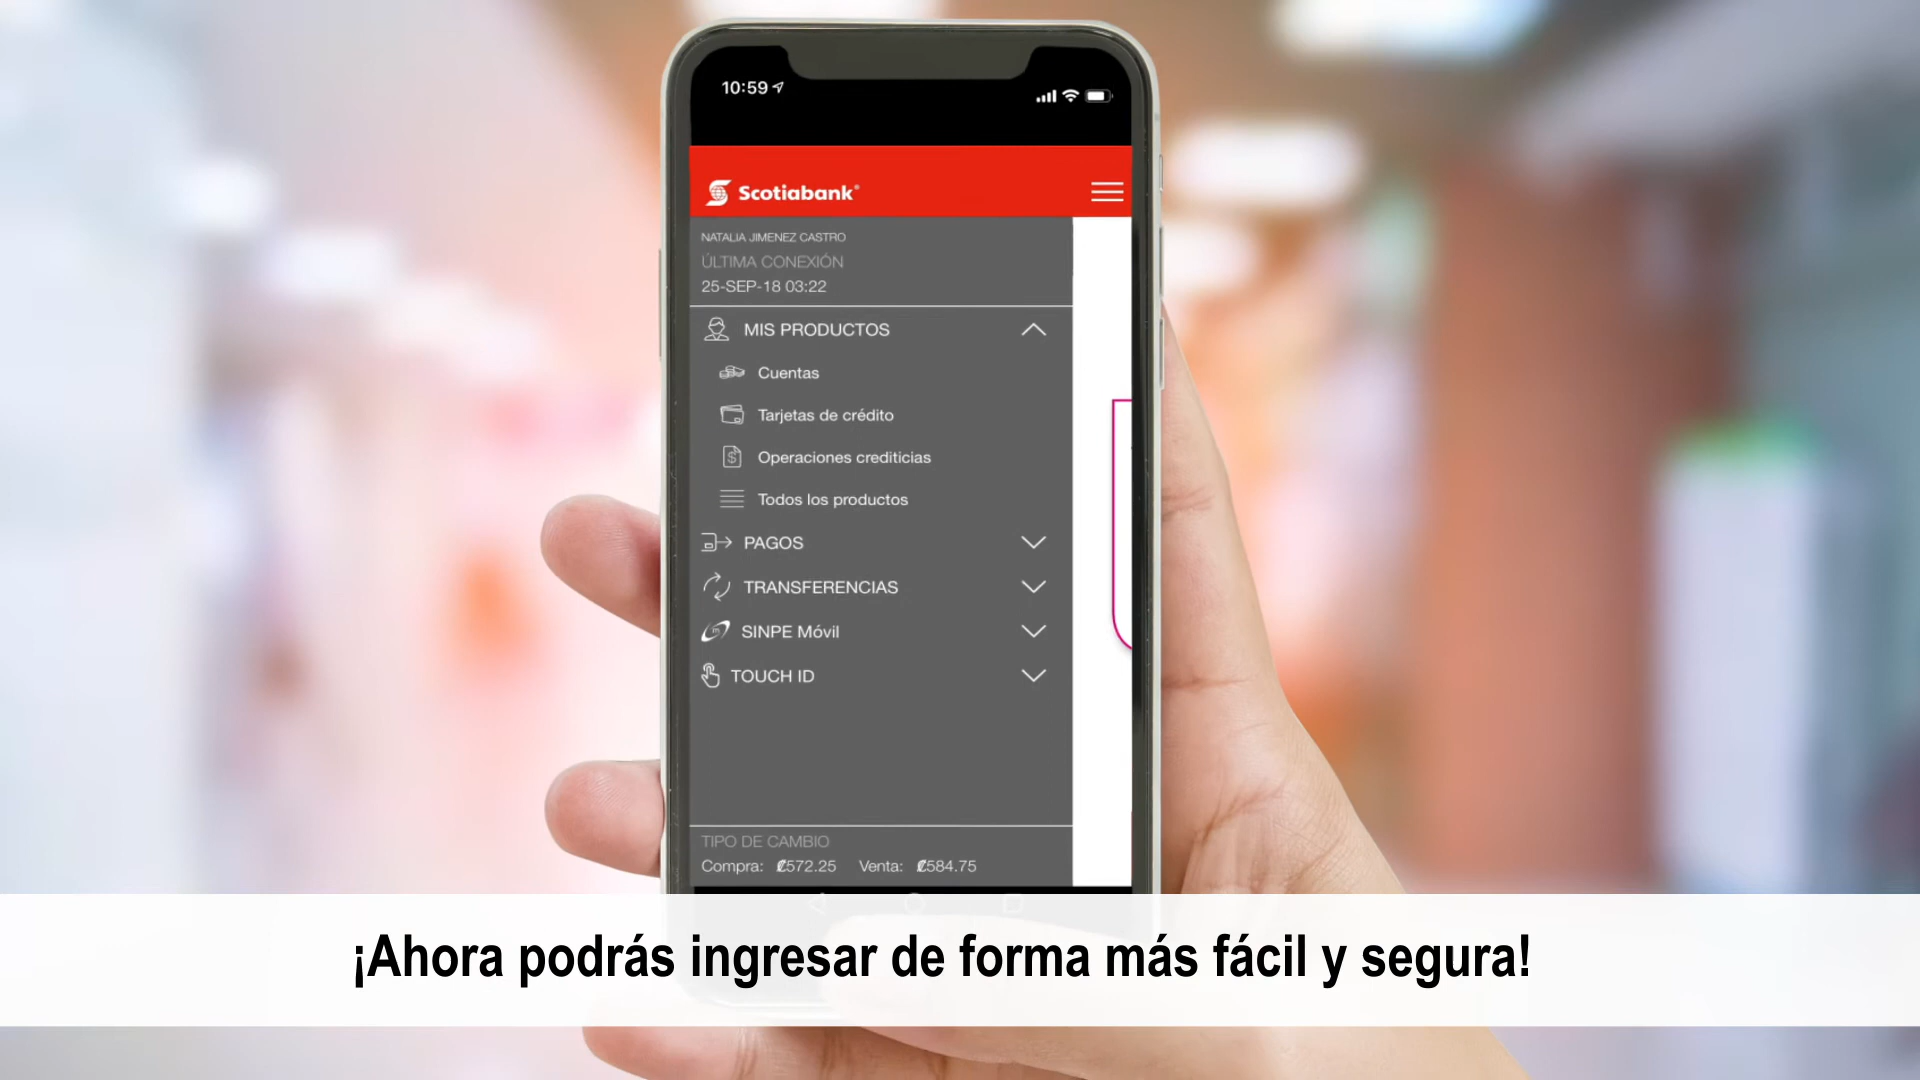 10:59
Scotiabank®
NATALIA JIMENEZ CASTRO
ÚLTIMA CONEXIÓN
25-SEP-18 03:22
MIS PRODUCTOS
Cuentas
Tarjetas de crédito
Operaciones crediticias
Todos los productos
PAGOS
TRANSFERENCIAS
SINPE Móvil
TOUCH ID
TIPO DE CAMBIO
Compra: ₡572.25 Venta: ₡584.75
¡Ahora podrás ingresar de forma más fácil y segura!